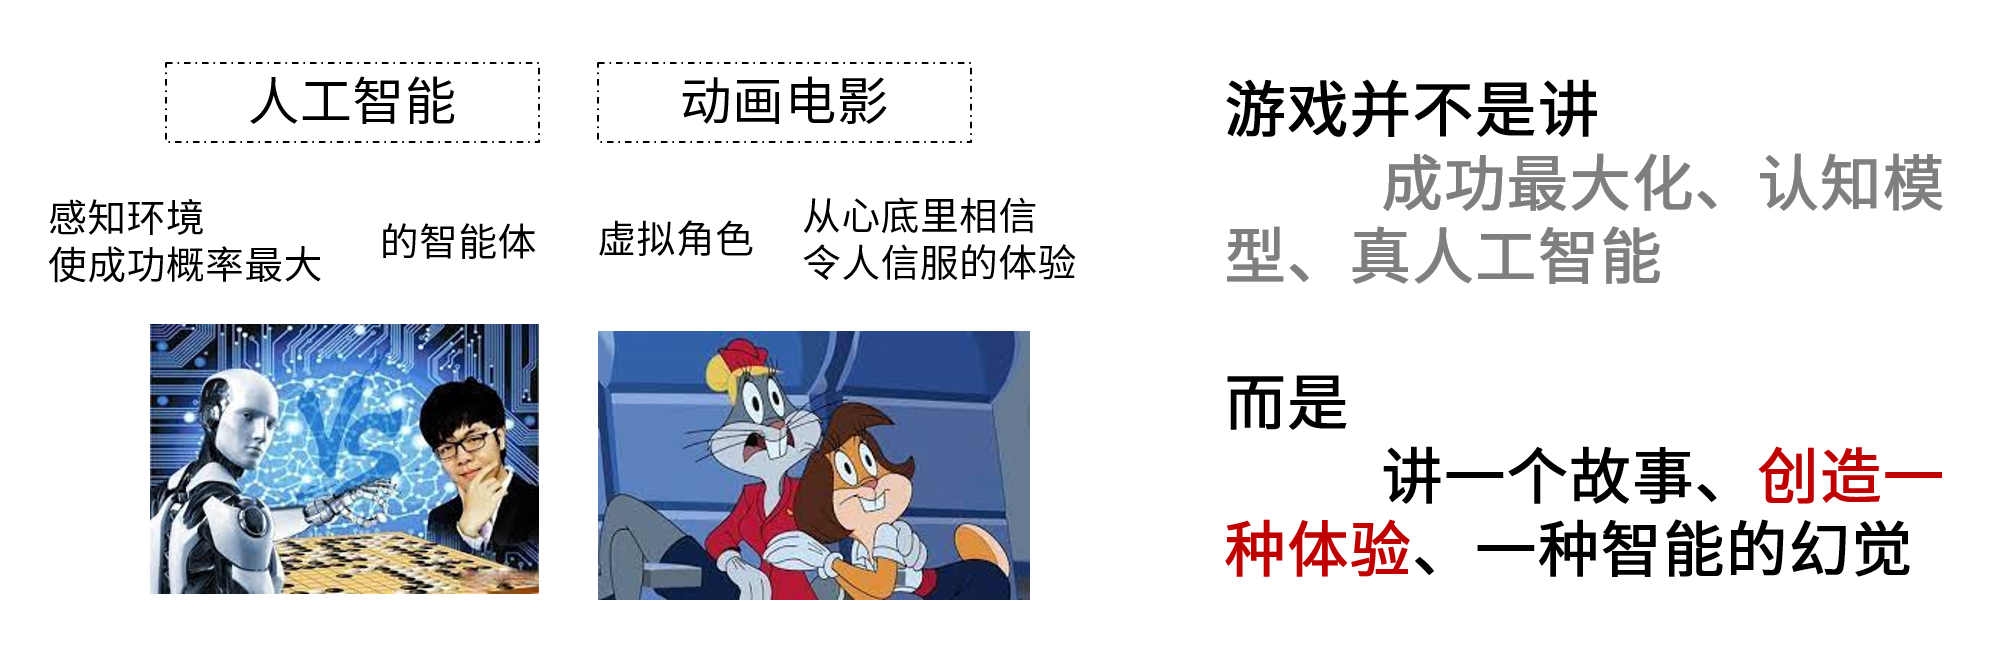 人工智能
动画电影
感知环境
使成功概率最大
的智能体
虚拟角色
从心底里相信
令人信服的体验
VS
游戏并不是讲
成功最大化、认知模
型、真人工智能
而是
讲一个故事、创造一
种体验、一种智能的幻觉